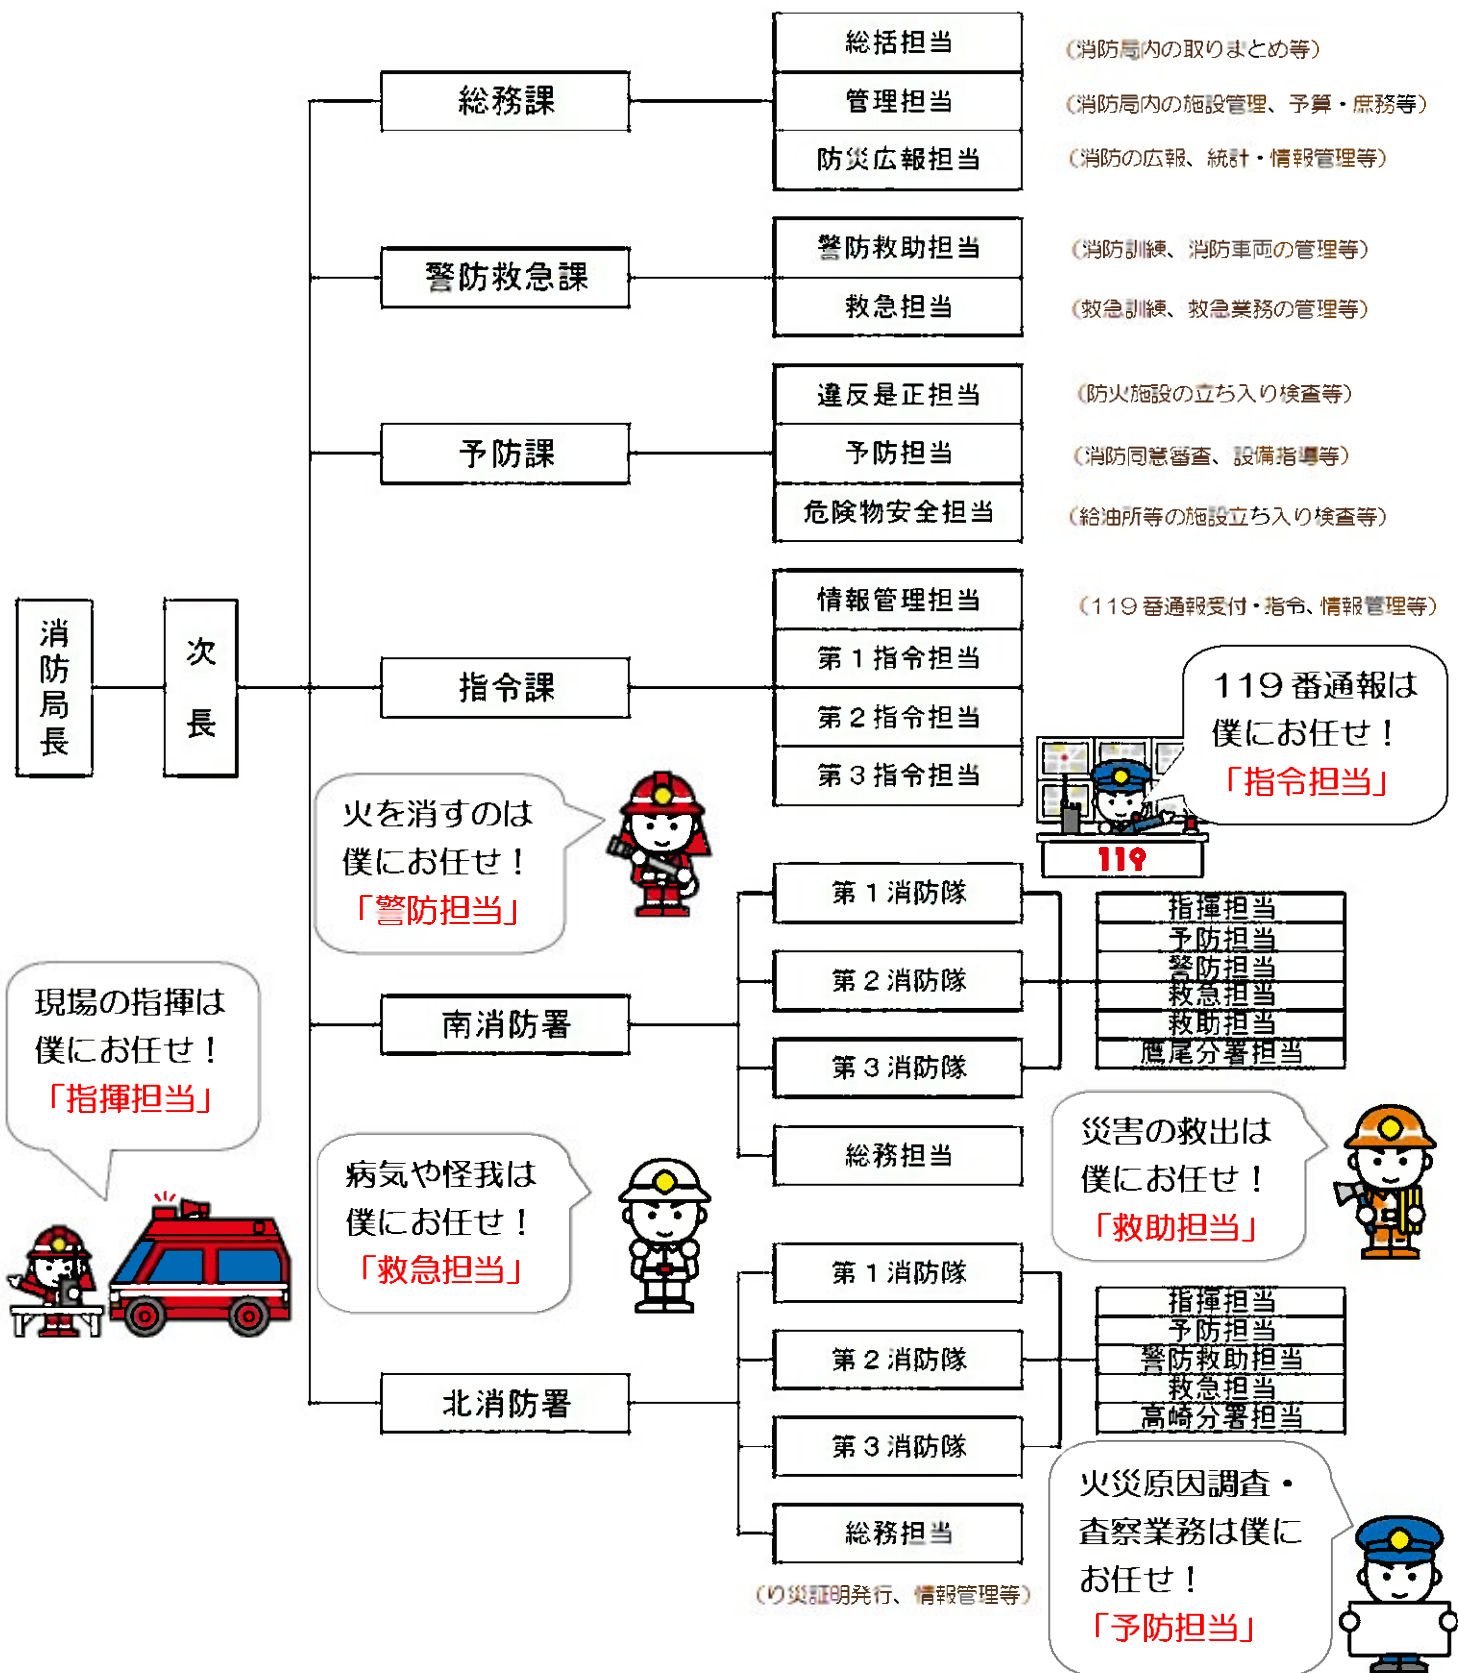 消防局長
次長
総務課
総括担当
(消防局内の取りまとめ等)
管理担当
(消防局内の施設管理、予算・庶務等)
防災広報担当
(消防の広報、統計・情報管理等)
警防救急課
警防救助担当
(消防訓練、消防車両の管理等)
救急担当
(救急訓練、救急業務の管理等)
予防課
違反是正担当
(防火施設の立ち入り検査等)
予防担当
(消防同意審査、設備指導等)
危険物安全担当
(給油所等の施設立ち入り検査等)
指令課
情報管理担当
(119番通報受付・指令、情報管理等)
第1指令担当
第2指令担当
第3指令担当
119番通報は
僕にお任せ!
「指令担当」
119
火を消すのは
僕にお任せ!
「警防担当」
南消防署
第1消防隊
第2消防隊
第3消防隊
総務担当
指揮担当
予防担当
警防担当
救急担当
救助担当
鷹尾分署担当
現場の指揮は
僕にお任せ!
「指揮担当」
病気や怪我は
僕にお任せ!
「救急担当」
災害の救出は
僕にお任せ!
「救助担当」
北消防署
第1消防隊
第2消防隊
第3消防隊
総務担当
(り災証明発行、情報管理等)
指揮担当
予防担当
警防救助担当
救急担当
高崎分署担当
火災原因調査・
査察業務は僕に
お任せ!
「予防担当」